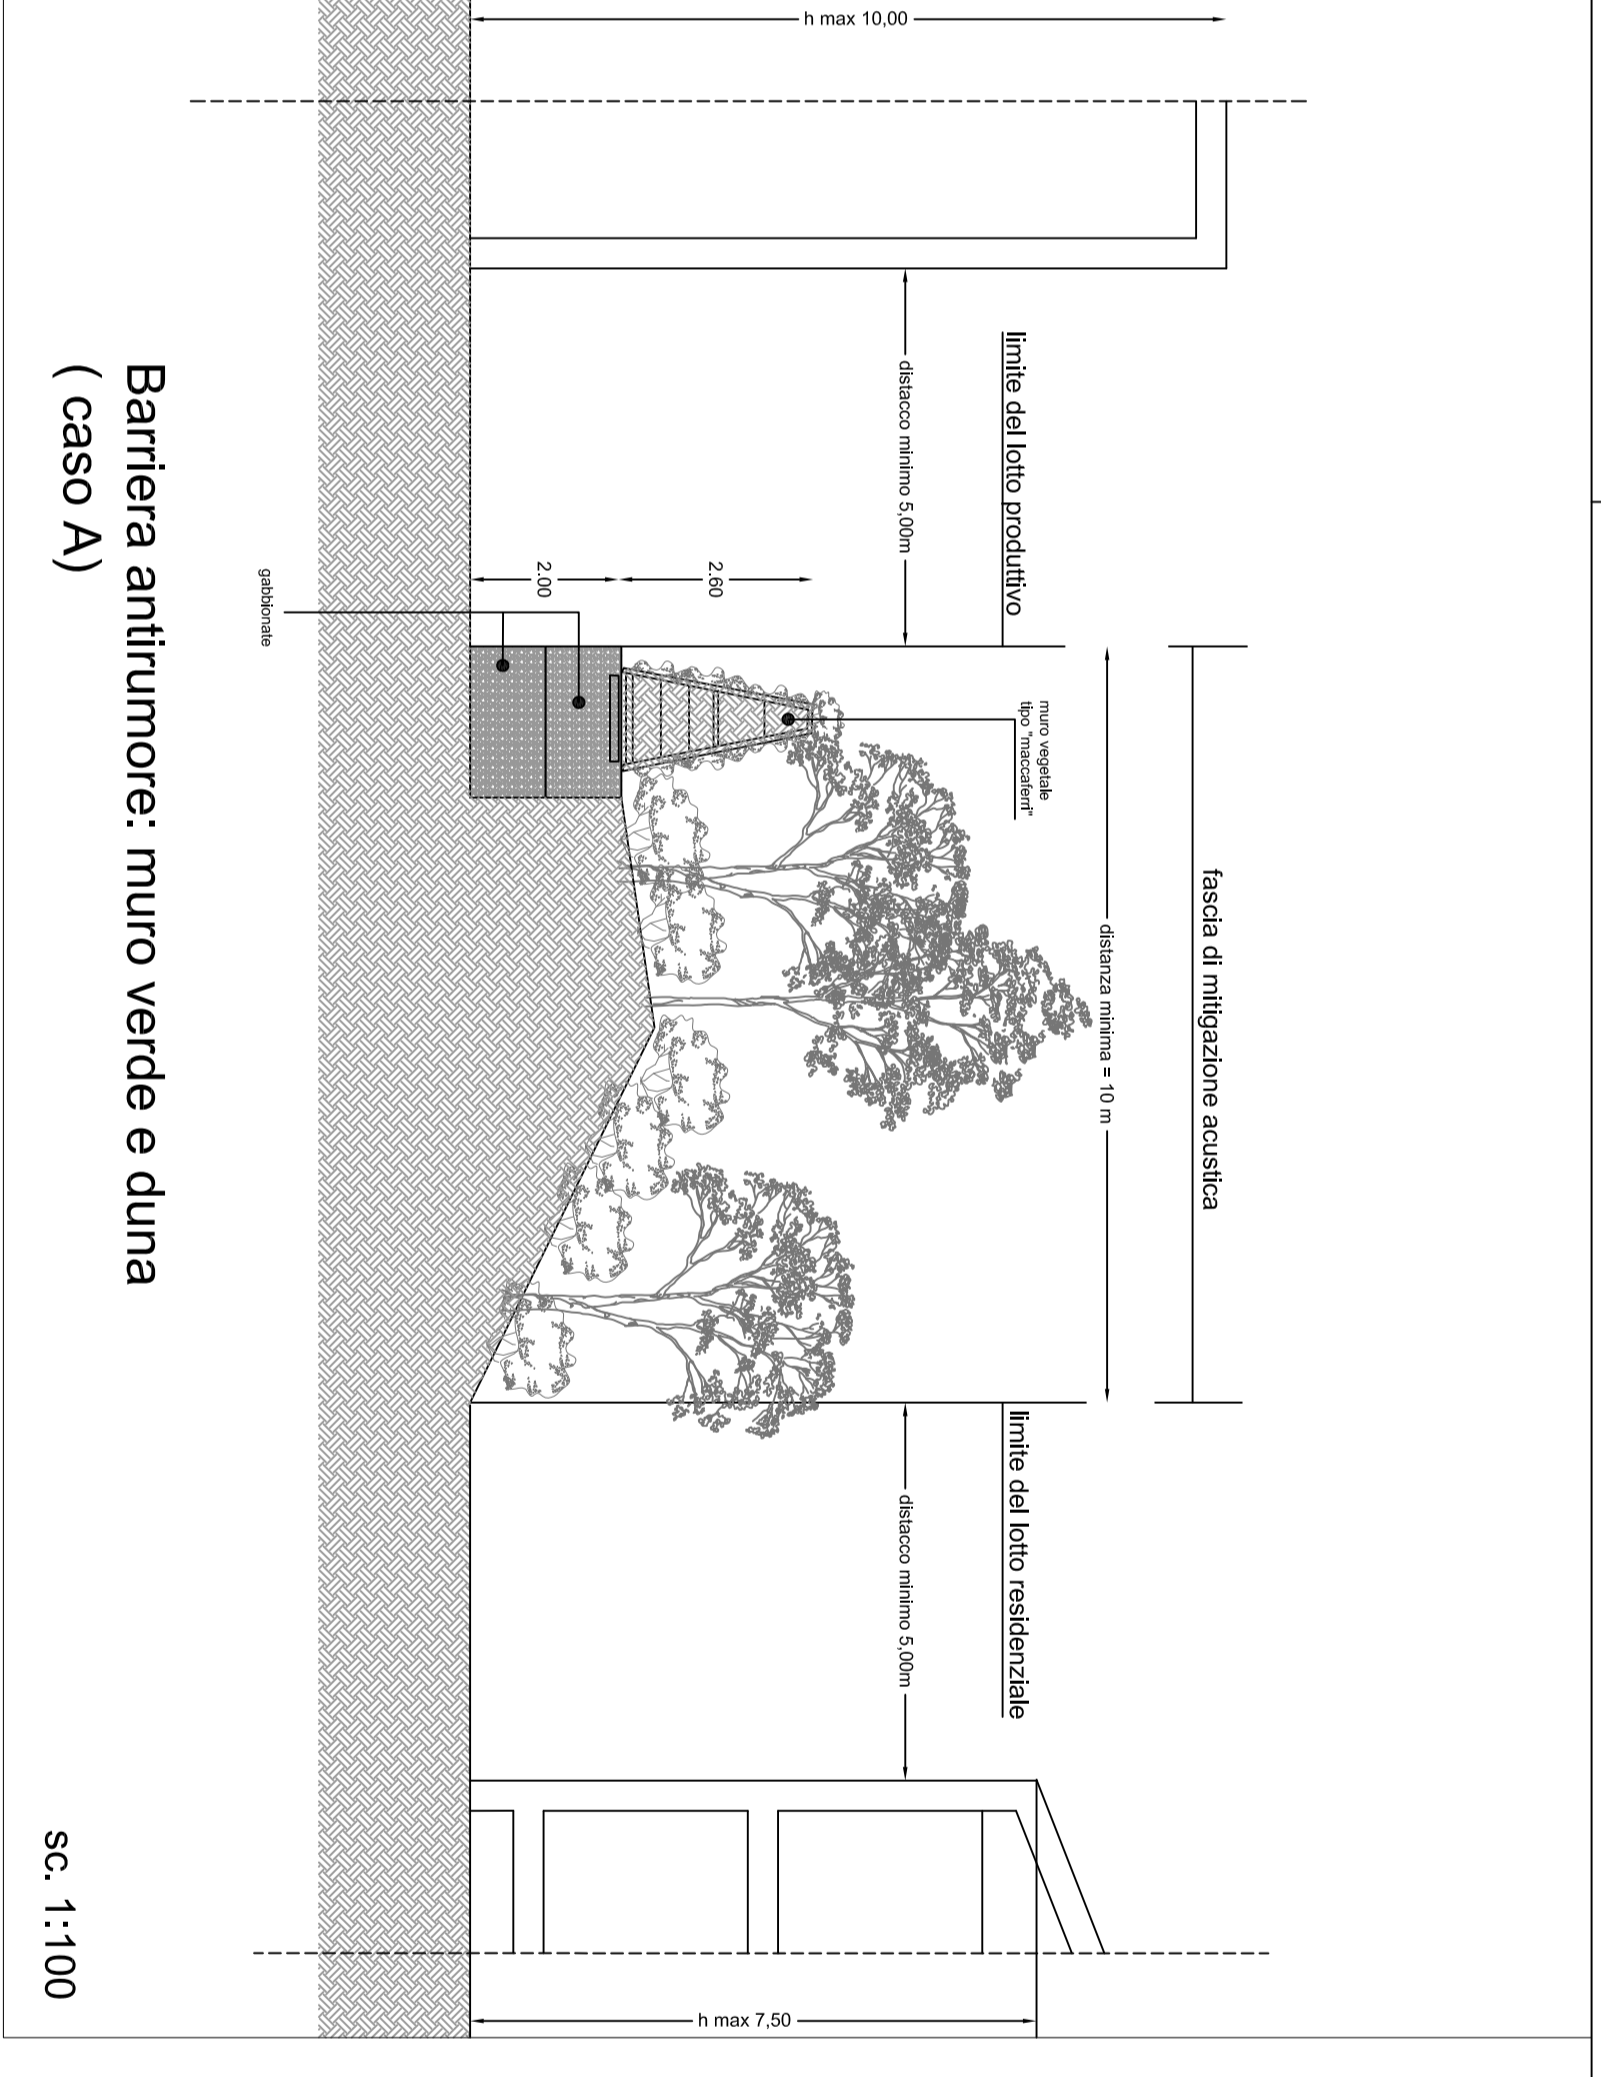 h max 10,00
fascia di mitigazione acustica
distanza minima = 10 m
limite del lotto produttivo
limite del lotto residenziale
muro vegetale
tipo "maccaferri"
distacco minimo 5,00m
distacco minimo 5,00m
2.60
2.00
h max 7,50
gabbionate
Barriera antirumore: muro verde e duna
( caso A)
sc. 1:100